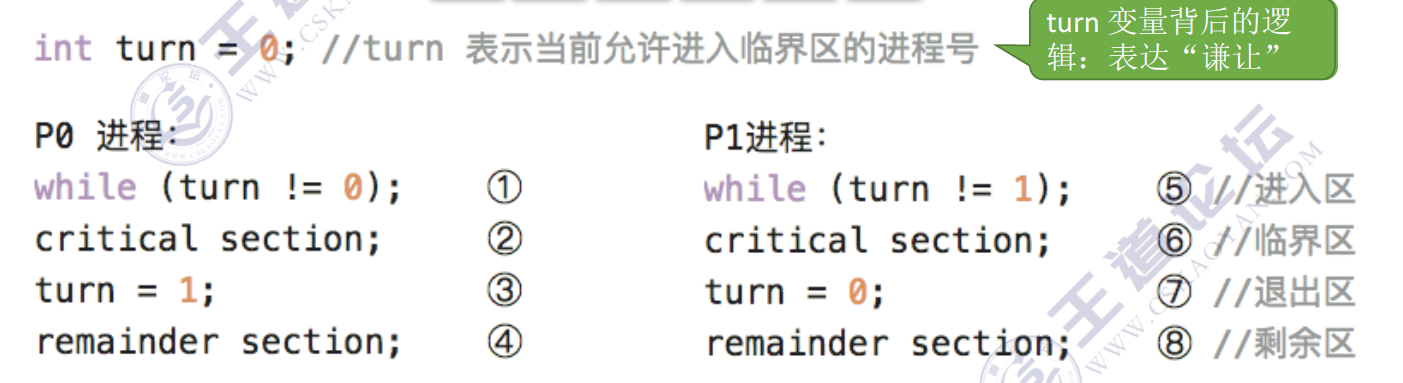 int turn = 0; //turn 表示当前允许进入临界区的进程号
turn 变量背后的逻
辑：表达“谦让”
P0 进程：
while (turn != 0); ①
critical section; ②
turn = 1; ③
remainder section; ④
P1进程：
while (turn != 1); ⑤ //进入区
critical section; ⑥ //临界区
turn = 0; ⑦ //退出区
remainder section; ⑧ //剩余区
王道论坛
WWW.CSKAOYAN.COM